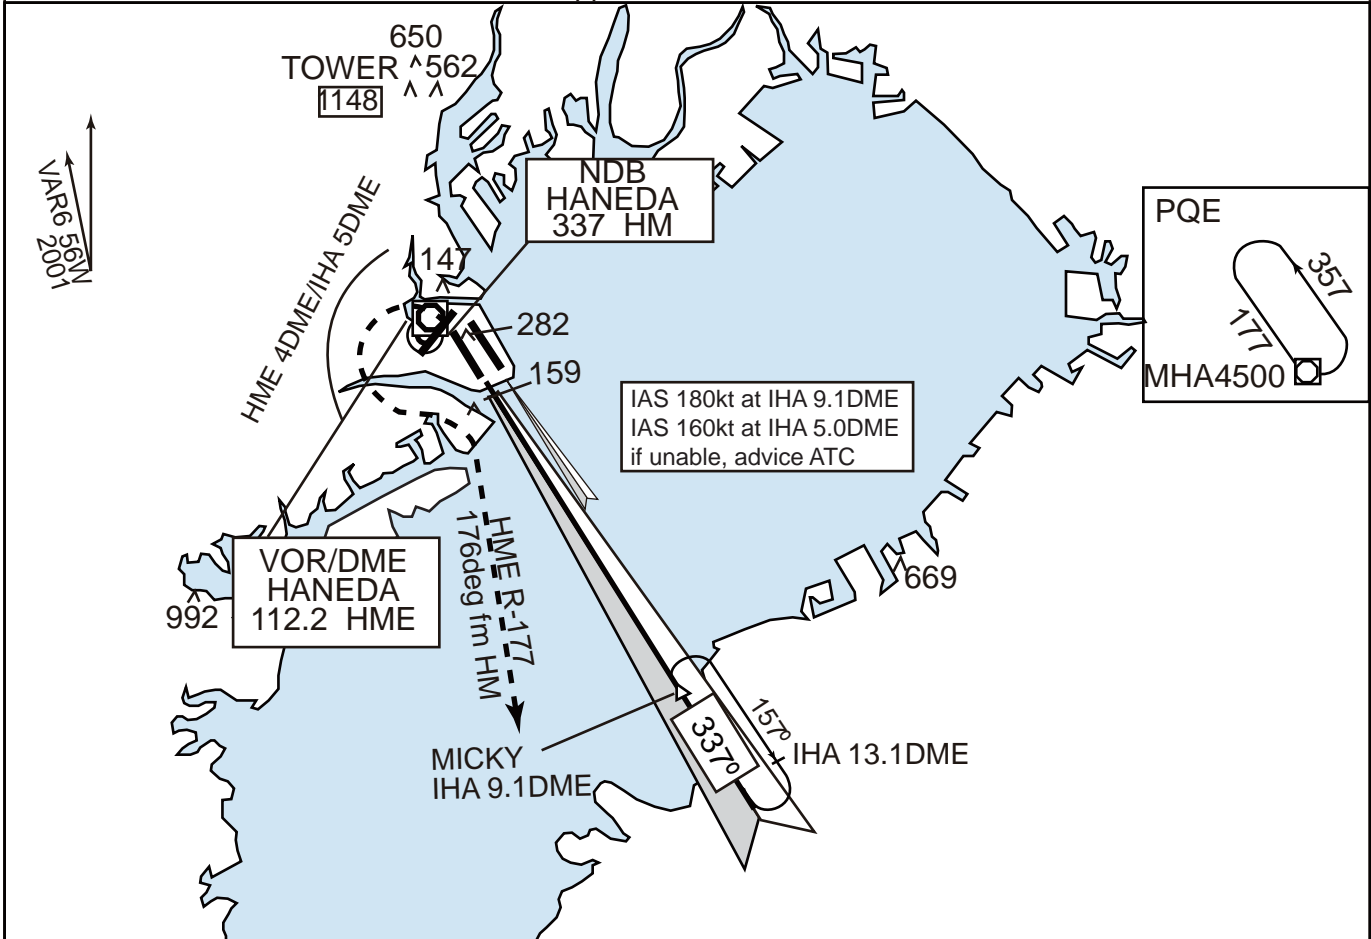 650
TOWER ^ 562
1148
VAR6 56W
2001
HME 4DME/IHA 5DME
NDB
HANEDA
337 HM
147
282
159
PQE
357
177
MHA4500
IAS 180kt at IHA 9.1DME
IAS 160kt at IHA 5.0DME
if unable, advice ATC
VOR/DME
HANEDA
112.2 HME
992
669
HME R-177
176deg fm HM
MICKY
IHA 9.1DME
337º
157º
IHA 13.1DME